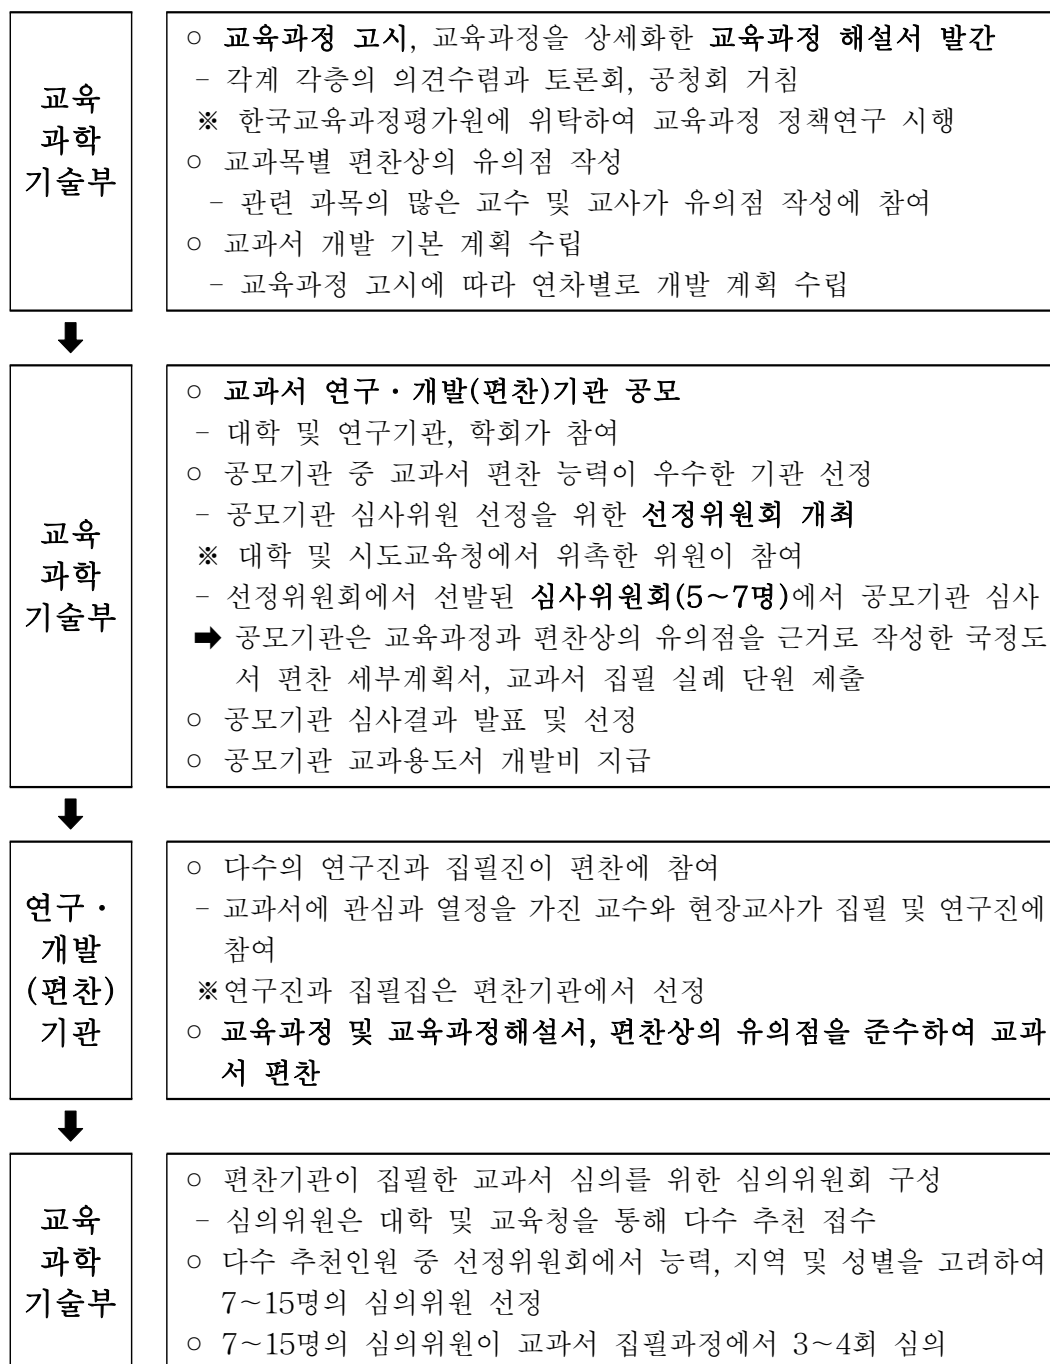 교육
과학
기술부
○ 교육과정 고시, 교육과정을 상세화한 교육과정 해설서 발간
- 각계 각층의 의견수렴과 토론회, 공청회 거침
※ 한국교육과정평가원에 위탁하여 교육과정 정책연구 시행
○ 교과목별 편찬상의 유의점 작성
- 관련 과목의 많은 교수 및 교사가 유의점 작성에 참여
○ 교과서 개발 기본 계획 수립
- 교육과정 고시에 따라 연차별로 개발 계획 수립
⬇
교육
과학
기술부
○ 교과서 연구·개발(편찬)기관 공모
- 대학 및 연구기관, 학회가 참여
○ 공모기관 중 교과서 편찬 능력이 우수한 기관 선정
- 공모기관 심사위원 선정을 위한 선정위원회 개최
※ 대학 및 시도교육청에서 위촉한 위원이 참여
- 선정위원회에서 선발된 심사위원회(5~7명)에서 공모기관 심사
➡ 공모기관은 교육과정과 편찬상의 유의점을 근거로 작성한 국정도
서 편찬 세부계획서, 교과서 집필 실례 단원 제출
○ 공모기관 심사결과 발표 및 선정
○ 공모기관 교과용도서 개발비 지급
⬇
연구·
개발
(편찬)
기관
○ 다수의 연구진과 집필진이 편찬에 참여
- 교과서에 관심과 열정을 가진 교수와 현장교사가 집필 및 연구진에
참여
※연구진과 집필집은 편찬기관에서 선정
○ 교육과정 및 교육과정해설서, 편찬상의 유의점을 준수하여 교과
서 편찬
⬇
교육
과학
기술부
○ 편찬기관이 집필한 교과서 심의를 위한 심의위원회 구성
- 심의위원은 대학 및 교육청을 통해 다수 추천 접수
○ 다수 추천인원 중 선정위원회에서 능력, 지역 및 성별을 고려하여
7~15명의 심의위원 선정
○ 7~15명의 심의위원이 교과서 집필과정에서 3~4회 심의